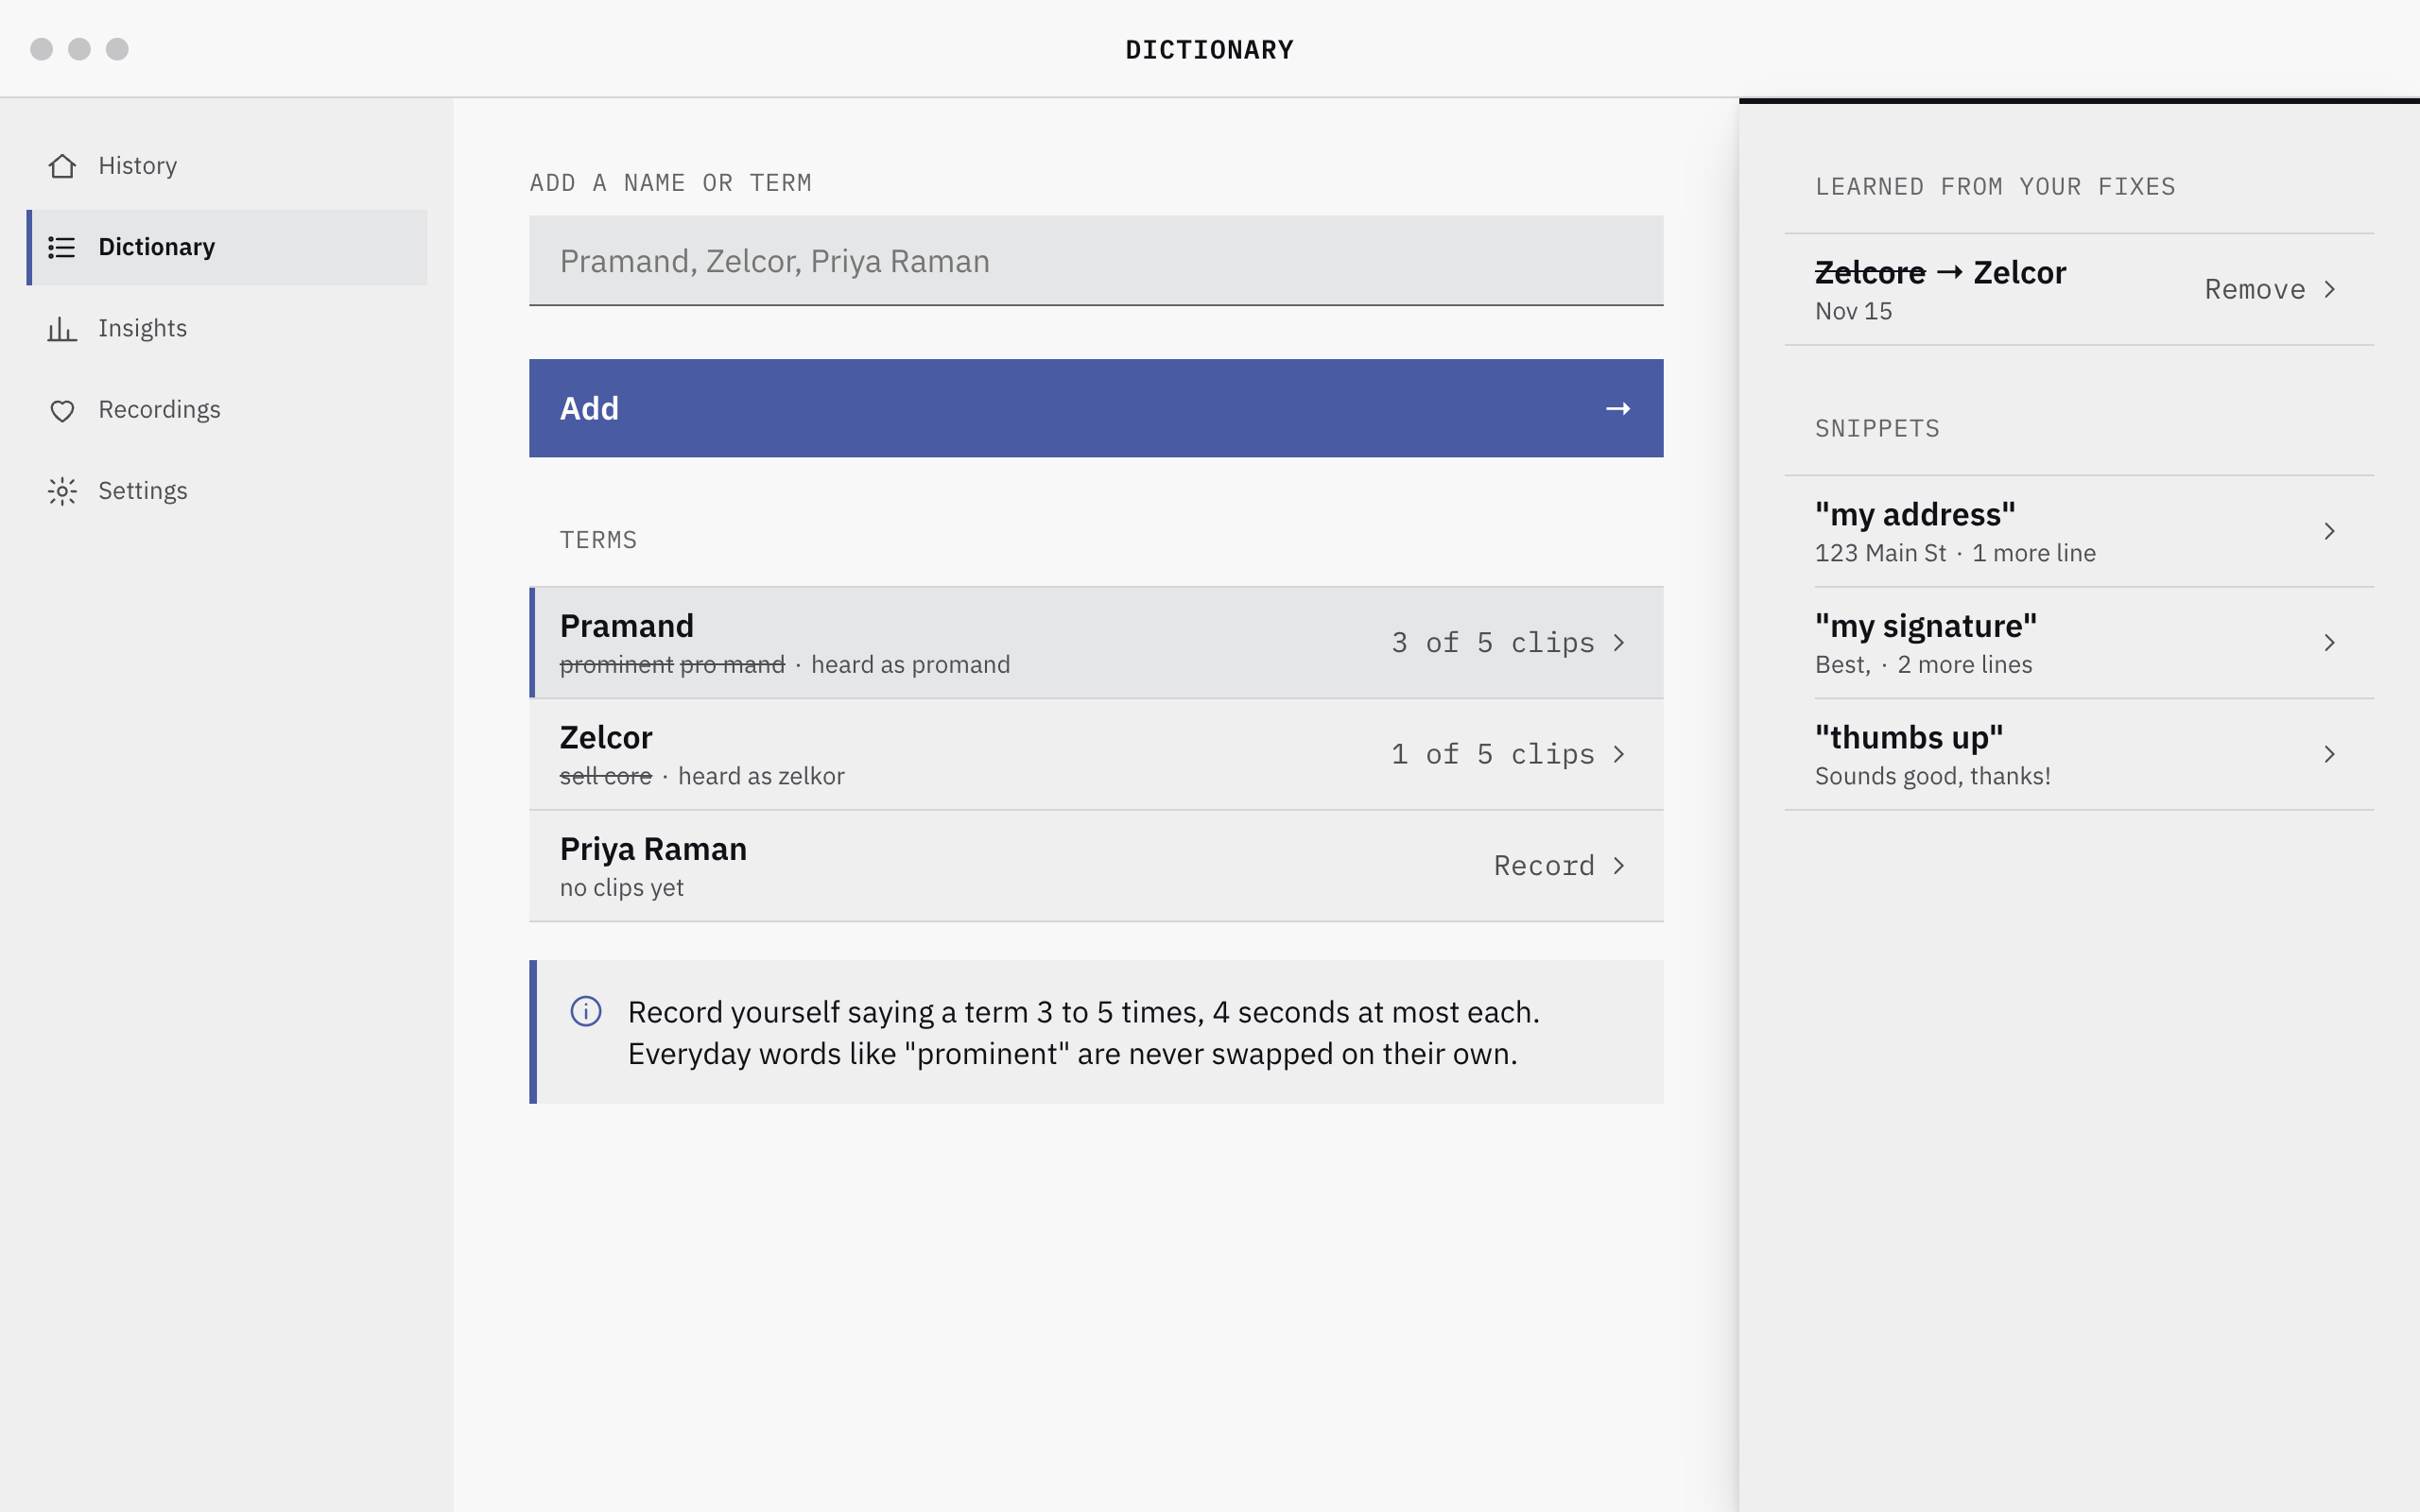 DICTIONARY
History
Dictionary
Insights
Recordings
Settings
ADD A NAME OR TERM
Pramand, Zelcor, Priya Raman
Add →
TERMS
Pramand
prominent pro mand · heard as promand
3 of 5 clips
Zelcor
sell core · heard as zelkor
1 of 5 clips
Priya Raman
no clips yet
Record
Record yourself saying a term 3 to 5 times, 4 seconds at most each.
Everyday words like "prominent" are never swapped on their own.
LEARNED FROM YOUR FIXES
Zelcore → Zelcor
Nov 15
Remove
SNIPPETS
"my address"
123 Main St · 1 more line
"my signature"
Best, · 2 more lines
"thumbs up"
Sounds good, thanks!